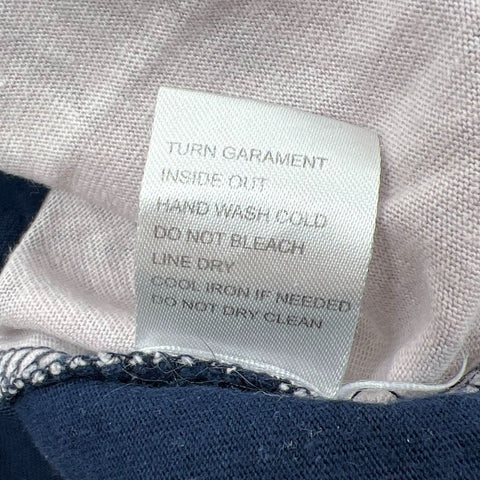 TURN GARAMENT
INSIDE OUT
HAND WASH COLD
DO NOT BLEACH
LINE DRY
COOL IRON IF NEEDED
DO NOT DRY CLEAN